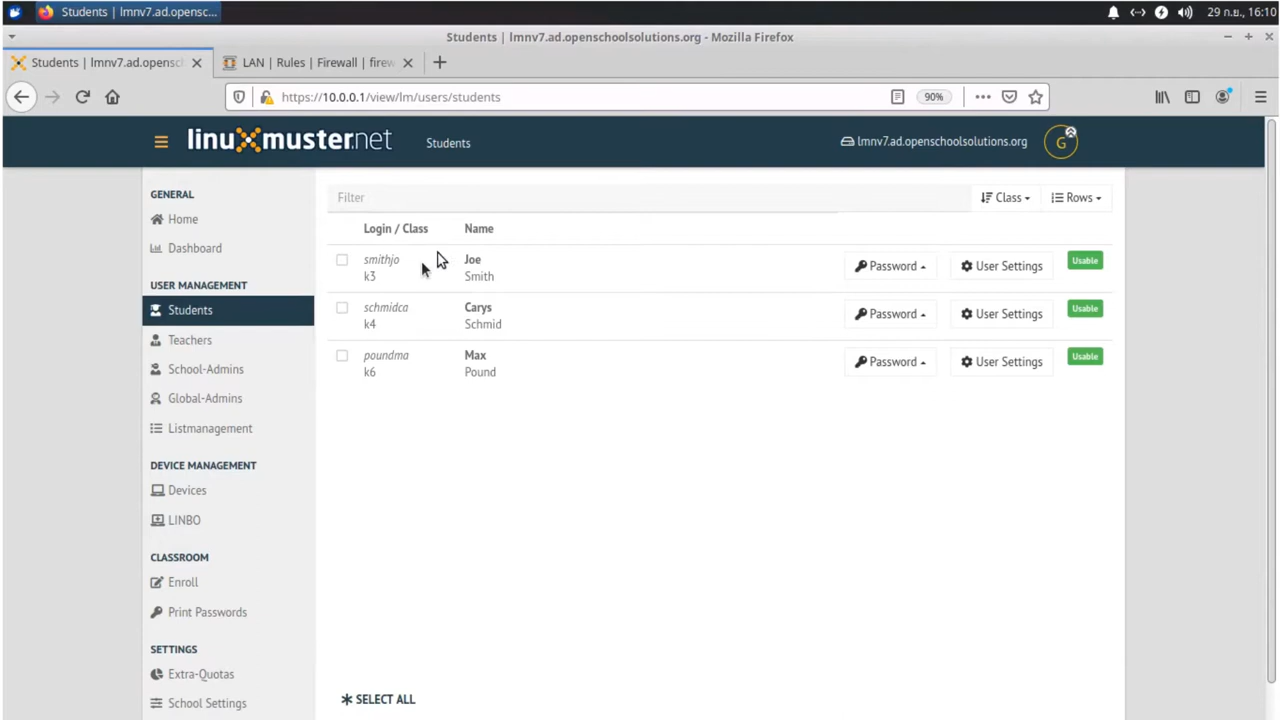 Students | lmnv7.ad.opensc...
29 ก.ย., 16:10
Students | lmnv7.ad.openschoolsolutions.org - Mozilla Firefox
Students | lmnv7.ad.opensc
LAN | Rules | Firewall | firew
https://10.0.0.1/view/lm/users/students
90%
linuxmuster.net
Students
lmnv7.ad.openschoolsolutions.org
G
GENERAL
Home
Dashboard
USER MANAGEMENT
Students
Teachers
School-Admins
Global-Admins
Listmanagement
DEVICE MANAGEMENT
Devices
LINBO
CLASSROOM
Enroll
Print Passwords
SETTINGS
Extra-Quotas
School Settings
Filter
Class
Rows
Login / Class Name
smithjo Joe
k3 Smith
Password User Settings Usable
schmidca Carys
k4 Schmid
Password User Settings Usable
poundma Max
k6 Pound
Password User Settings Usable
SELECT ALL